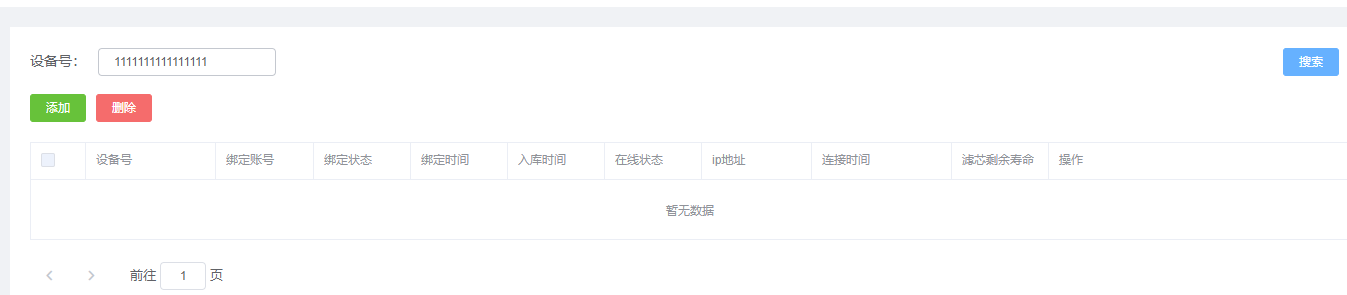 设备号： 1111111111111111 搜索
添加 删除
设备号 绑定账号 绑定状态 绑定时间 入库时间 在线状态 ip地址 连接时间 滤芯剩余寿命 操作
暂无数据
前往 1 页